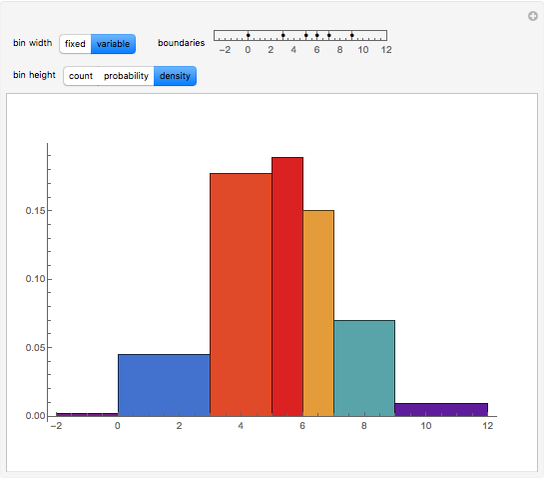 bin width fixed variable boundaries
-2 0 2 4 6 8 10 12
bin height count probability density
0.15
0.10
0.05
0.00
-2 0 2 4 6 8 10 12